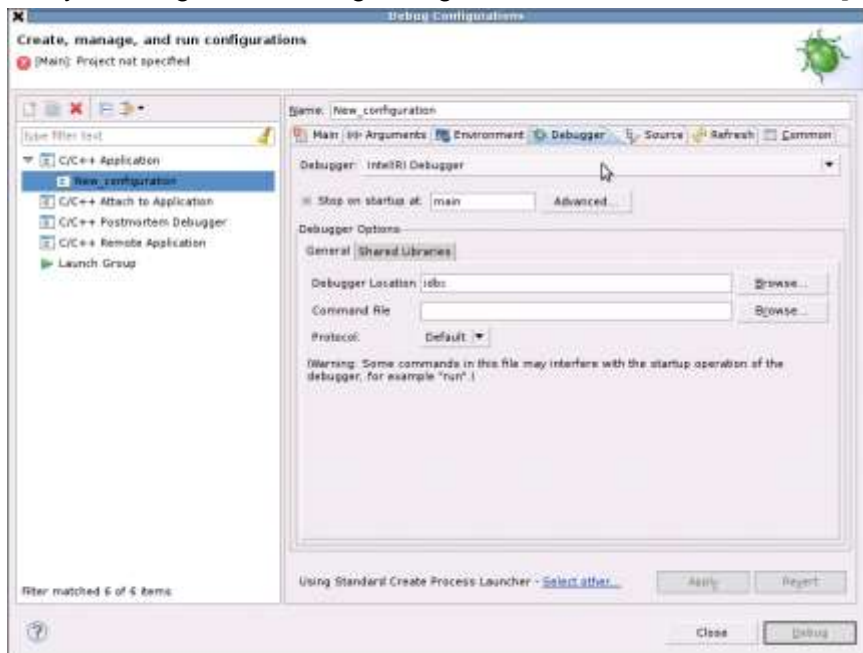 Debug Configurations
Create, manage, and run configurations
[Main]: Project not specified
type filter text
C/C++ Application
New_configuration
C/C++ Attach to Application
C/C++ Postmortem Debugger
C/C++ Remote Application
Launch Group
Filter matched 6 of 6 items
Name: New_configuration
Main (x)= Arguments Environment Debugger Source Refresh Common
Debugger: Intel(R) Debugger
Stop on startup at: main Advanced...
Debugger Options
General Shared Libraries
Debugger Location: Browse...
Command file Browse...
Protocol: Default
(Warning: Some commands in this file may interfere with the startup operation of the
debugger, for example "run".)
Using Standard Create Process Launcher - Select other...
Apply Revert
Close Debug